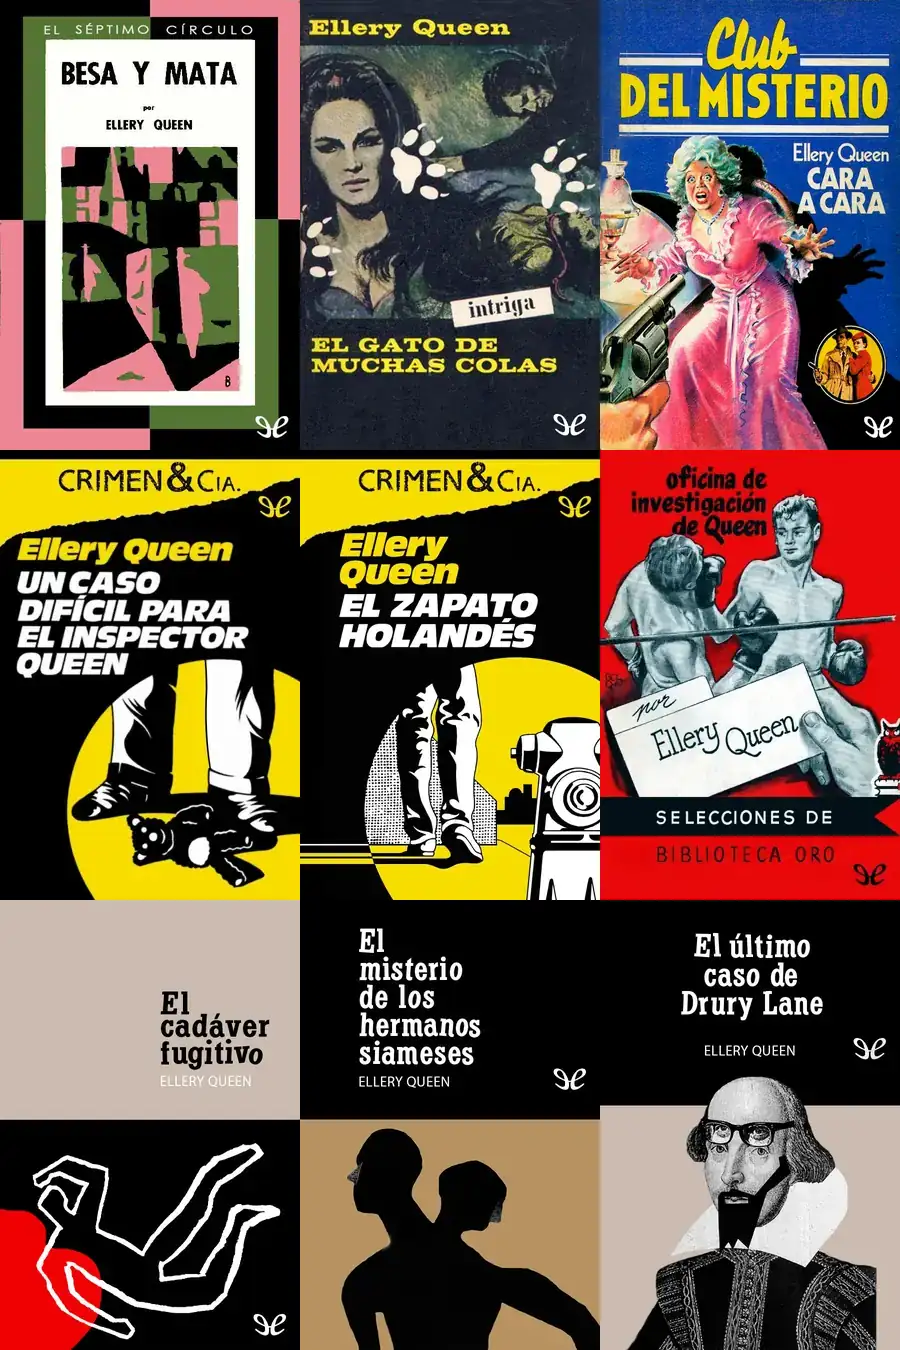 EL SÉPTIMO CÍRCULO
BESA Y MATA
por
ELLERY QUEEN
B
Ellery Queen
intriga
EL GATO DE
MUCHAS COLAS
Club
DEL MISTERIO
Ellery Queen
CARA
A CARA
CRIMEN & CIA.
Ellery Queen
UN CASO
DIFÍCIL PARA
EL INSPECTOR
QUEEN
CRIMEN & CIA.
Ellery
Queen
EL ZAPATO
HOLANDÉS
oficina de
investigación
de Queen
por
Ellery Queen
SELECCIONES DE
BIBLIOTECA ORO
El
cadáver
fugitivo
ELLERY QUEEN
El
misterio
de los
hermanos
siameses
ELLERY QUEEN
El último
caso de
Drury Lane
ELLERY QUEEN